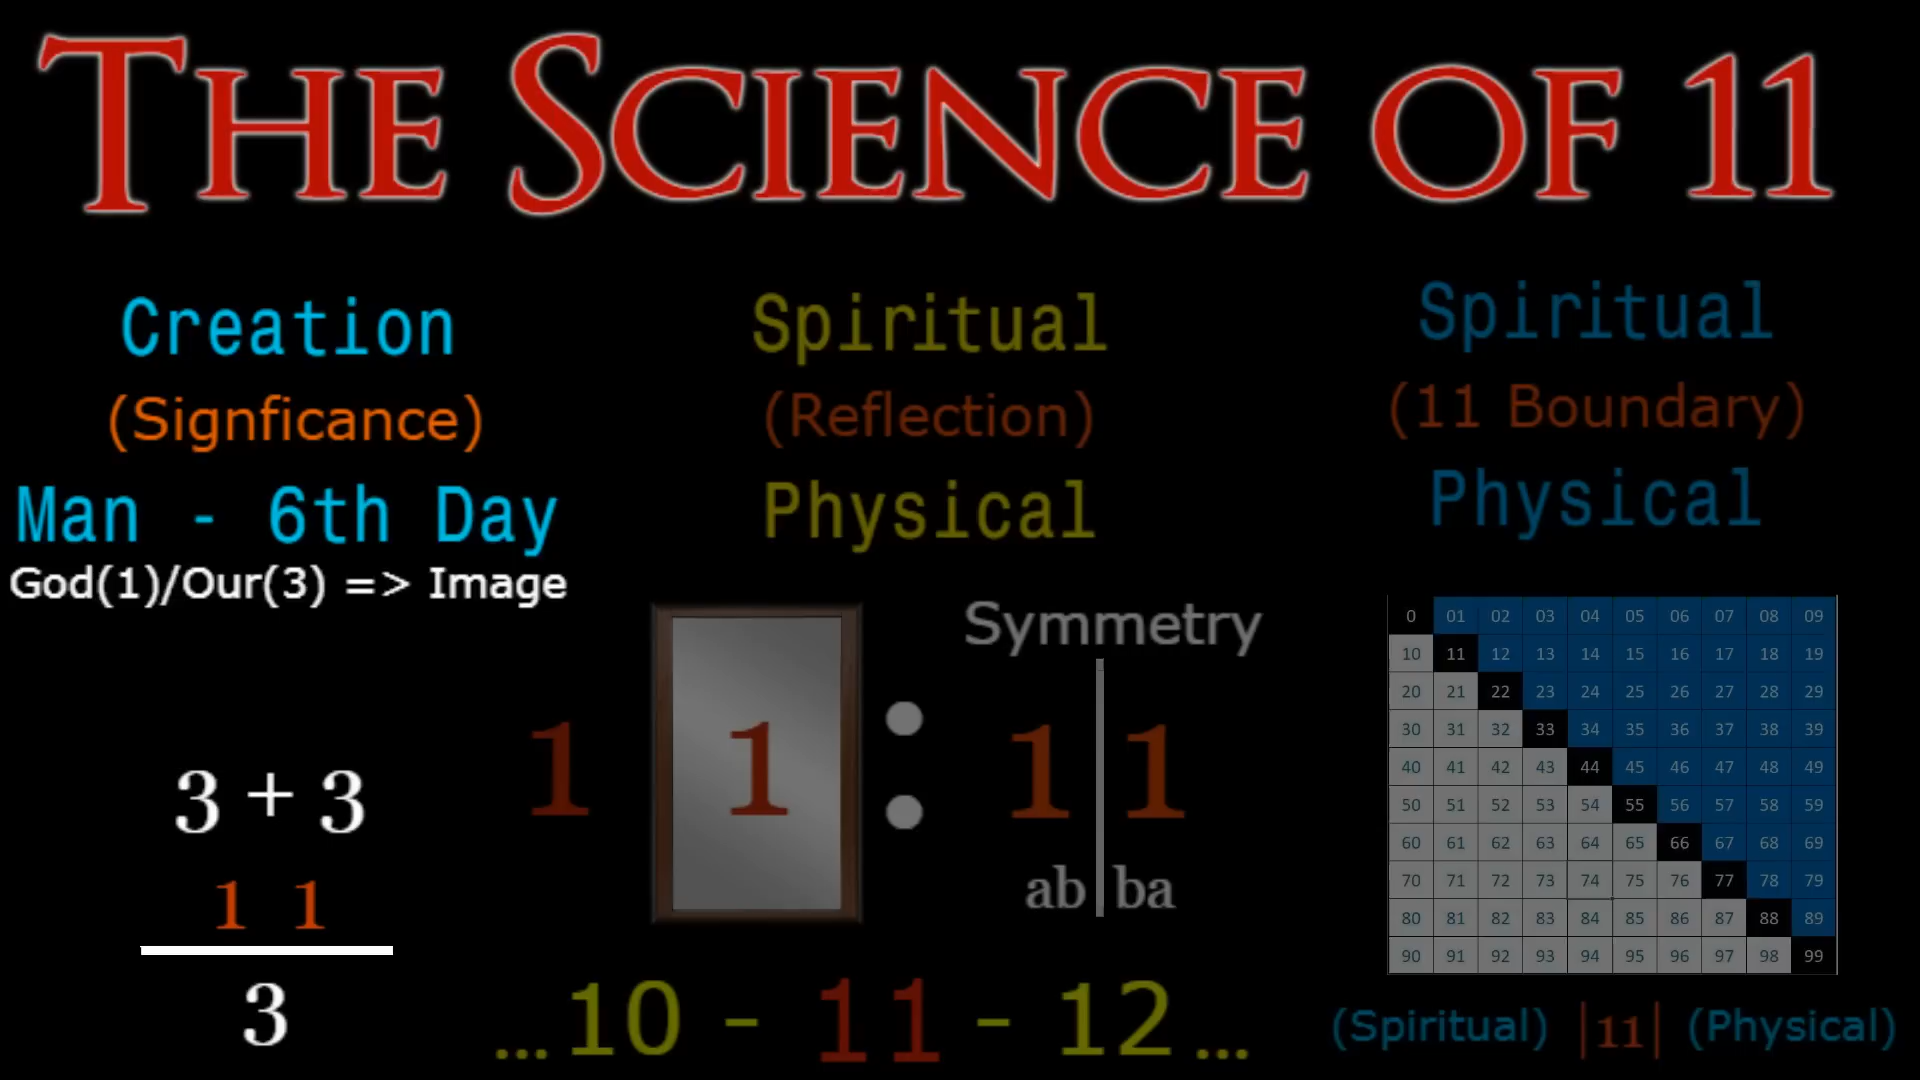 THE SCIENCE OF 11
Creation
(Signficance)
Man - 6th Day
God(1)/Our(3) => Image
3 + 3
1 1
3
Spiritual
(Reflection)
Physical
Symmetry
1 1 : 1 1
ab ba
...10 - 11 - 12...
Spiritual
(11 Boundary)
Physical
0 01 02 03 04 05 06 07 08 09
10 11 12 13 14 15 16 17 18 19
20 21 22 23 24 25 26 27 28 29
30 31 32 33 34 35 36 37 38 39
40 41 42 43 44 45 46 47 48 49
50 51 52 53 54 55 56 57 58 59
60 61 62 63 64 65 66 67 68 69
70 71 72 73 74 75 76 77 78 79
80 81 82 83 84 85 86 87 88 89
90 91 92 93 94 95 96 97 98 99
(Spiritual) |11| (Physical)